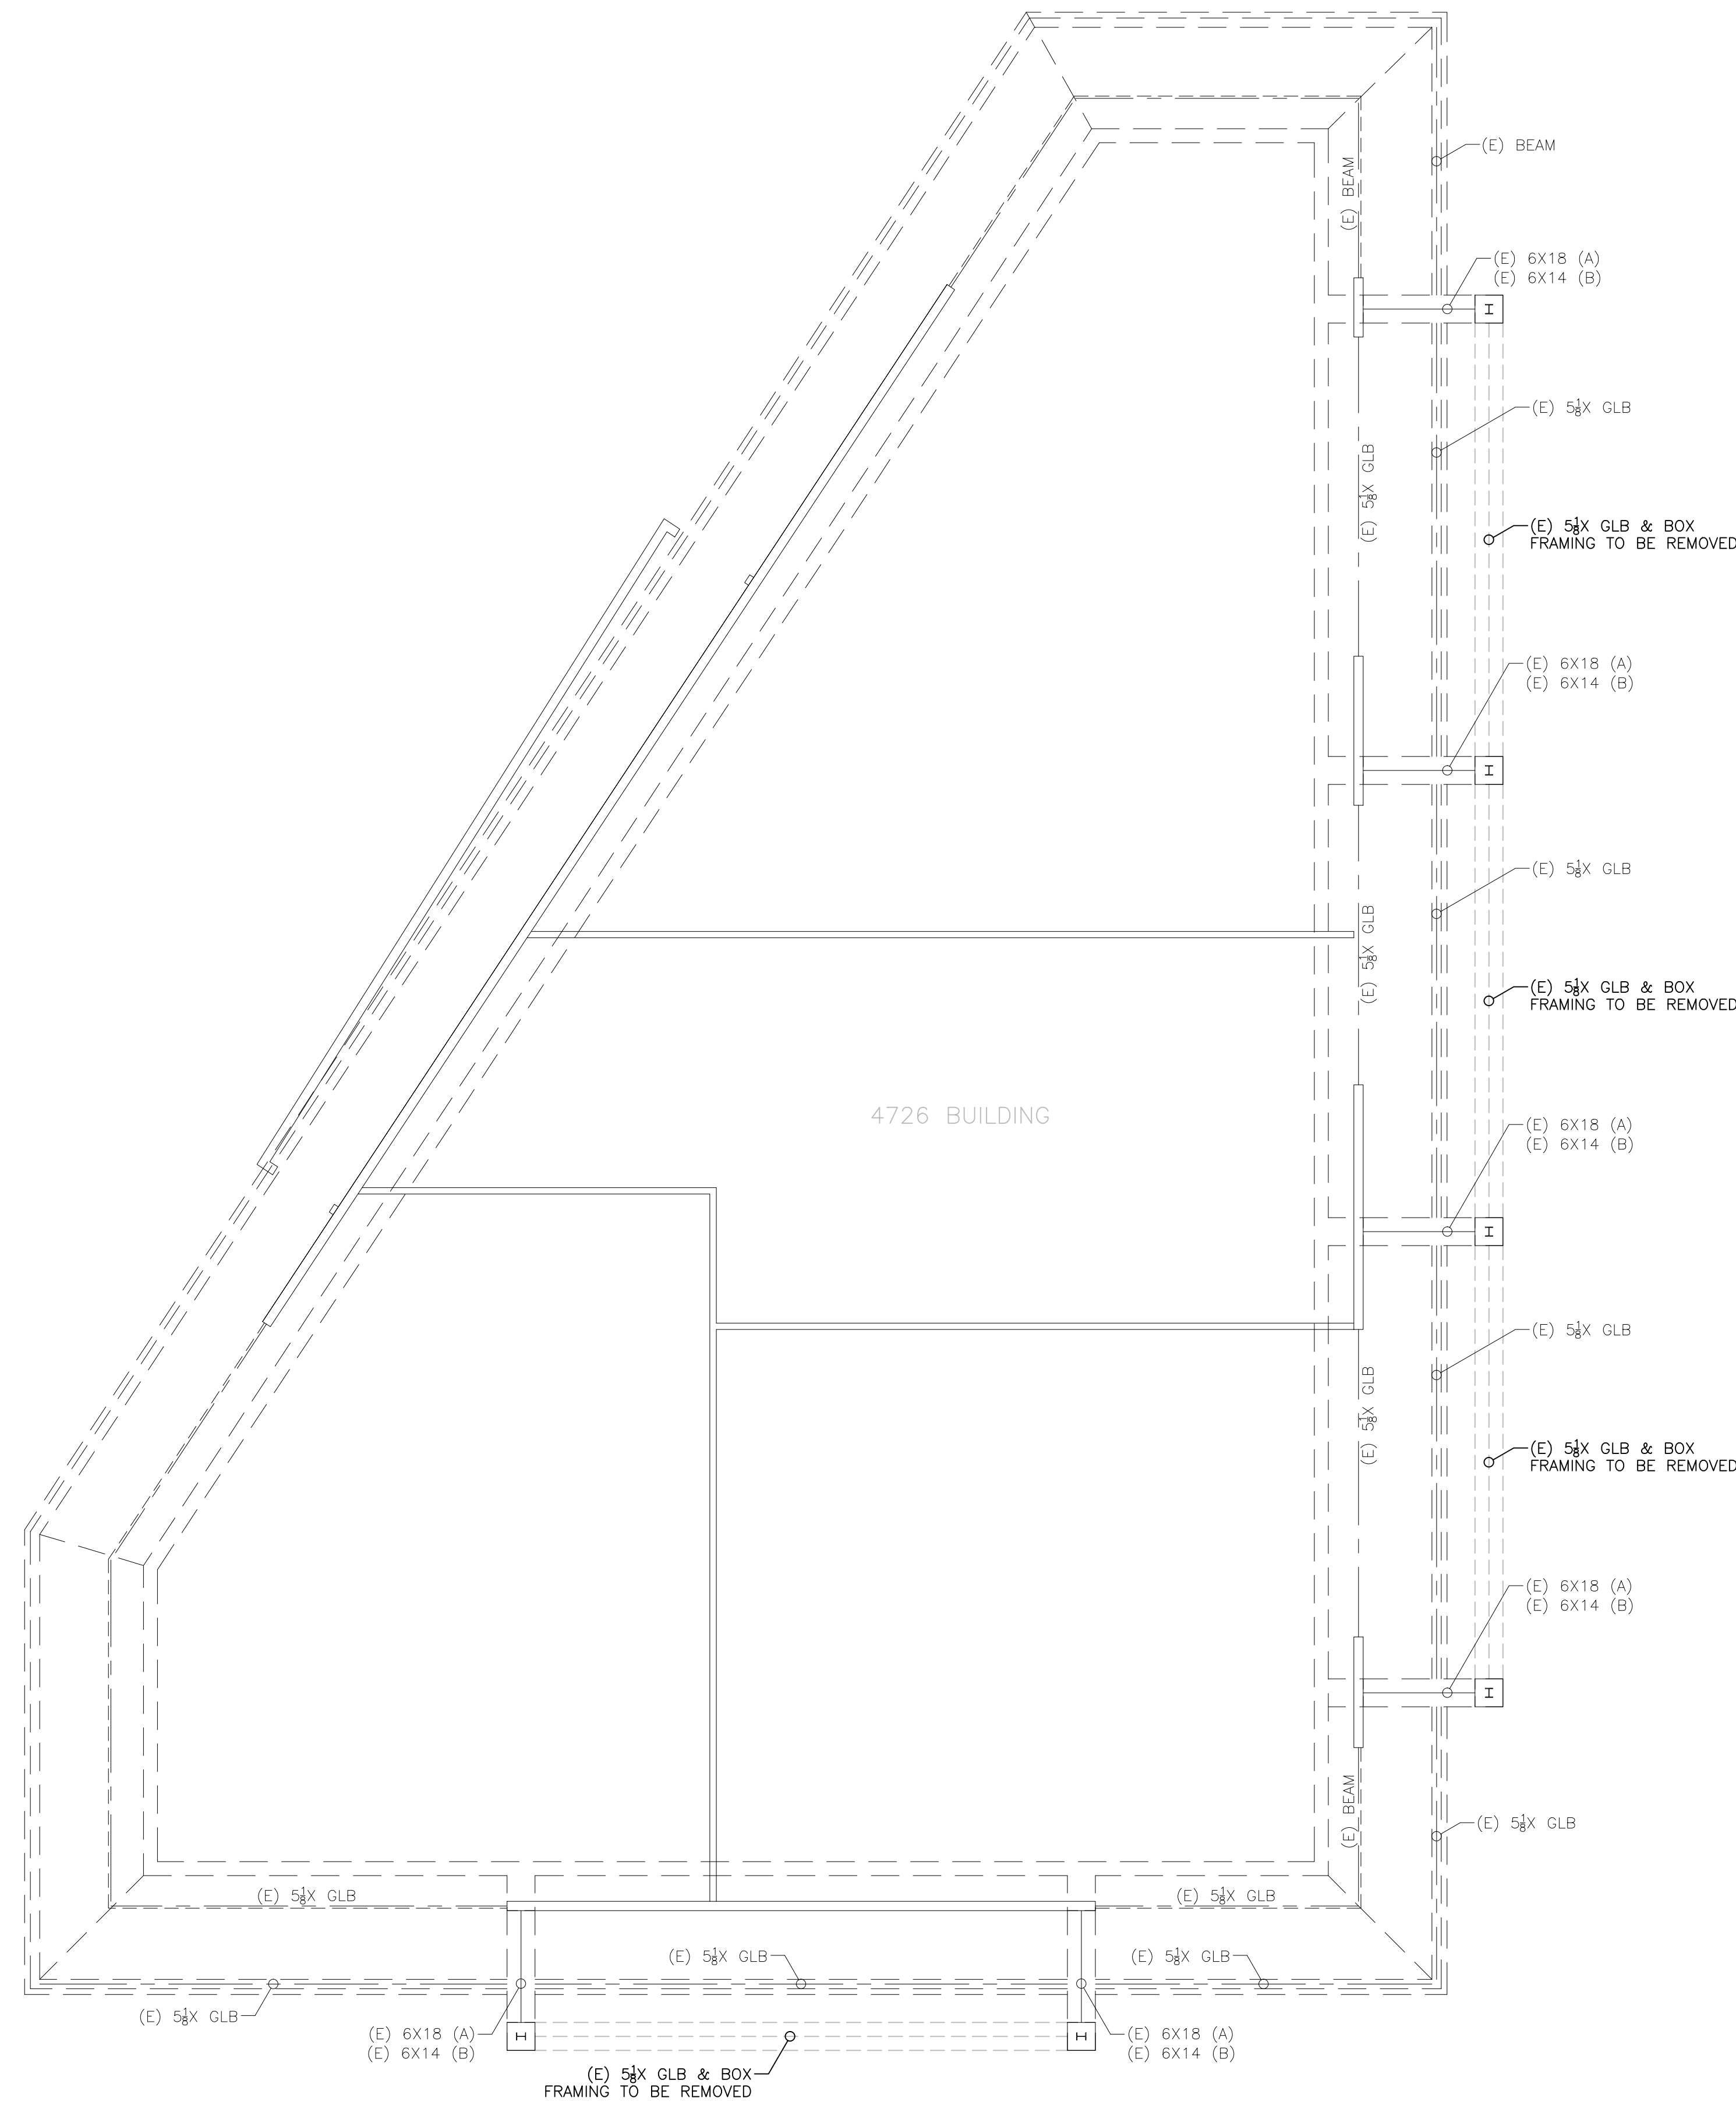 (E) BEAM
(E) BEAM
(E) 6X18 (A)
(E) 6X14 (B)
(E) 5⅛X GLB
(E) 5⅛X GLB
(E) 5⅛X GLB & BOX
FRAMING TO BE REMOVED
(E) 6X18 (A)
(E) 6X14 (B)
(E) 5⅛X GLB
(E) 5⅛X GLB
(E) 5⅛X GLB & BOX
FRAMING TO BE REMOVED
4726 BUILDING
(E) 6X18 (A)
(E) 6X14 (B)
(E) 5⅛X GLB
(E) 5⅛X GLB
(E) 5⅛X GLB & BOX
FRAMING TO BE REMOVED
(E) 6X18 (A)
(E) 6X14 (B)
(E) BEAM
(E) 5⅛X GLB
(E) 5⅛X GLB
(E) 5⅛X GLB
(E) 5⅛X GLB
(E) 5⅛X GLB
(E) 5⅛X GLB
(E) 6X18 (A)
(E) 6X14 (B)
(E) 6X18 (A)
(E) 6X14 (B)
(E) 5⅛X GLB & BOX
FRAMING TO BE REMOVED